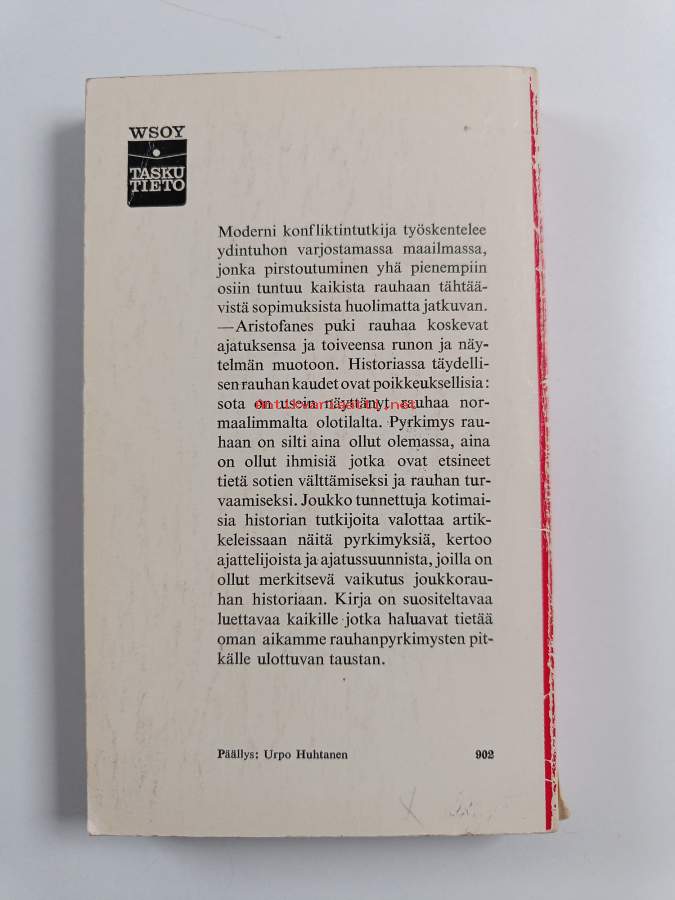 WSOY
TASKU
TIETO
Moderni konfliktintutkija työskentelee
ydintuhon varjostamassa maailmassa,
jonka pirstoutuminen yhä pienempiin
osiin tuntuu kaikista rauhaan tähtää-
vistä sopimuksista huolimatta jatkuvan.
—Aristofanes puki rauhaa koskevat
ajatuksensa ja toiveensa runon ja näy-
telmän muotoon. Historiassa täydelli-
sen rauhan kaudet ovat poikkeuksellisia:
sota on usein näyttänyt rauhaa nor-
maalimmalta olotilalta. Pyrkimys rau-
haan on silti aina ollut olemassa, aina
on ollut ihmisiä jotka ovat etsineet
tietä sotien välttämiseksi ja rauhan tur-
vaamiseksi. Joukko tunnettuja kotimai-
sia historian tutkijoita valottaa artik-
keleissaan näitä pyrkimyksiä, kertoo
ajattelijoista ja ajatussuunnista, joilla on
ollut merkitsevä vaikutus joukkorau-
han historiaan. Kirja on suositeltavaa
luettavaa kaikille jotka haluavat tietää
oman aikamme rauhanpyrkimysten pit-
källe ulottuvan taustan.
Päällys: Urpo Huhtanen 902